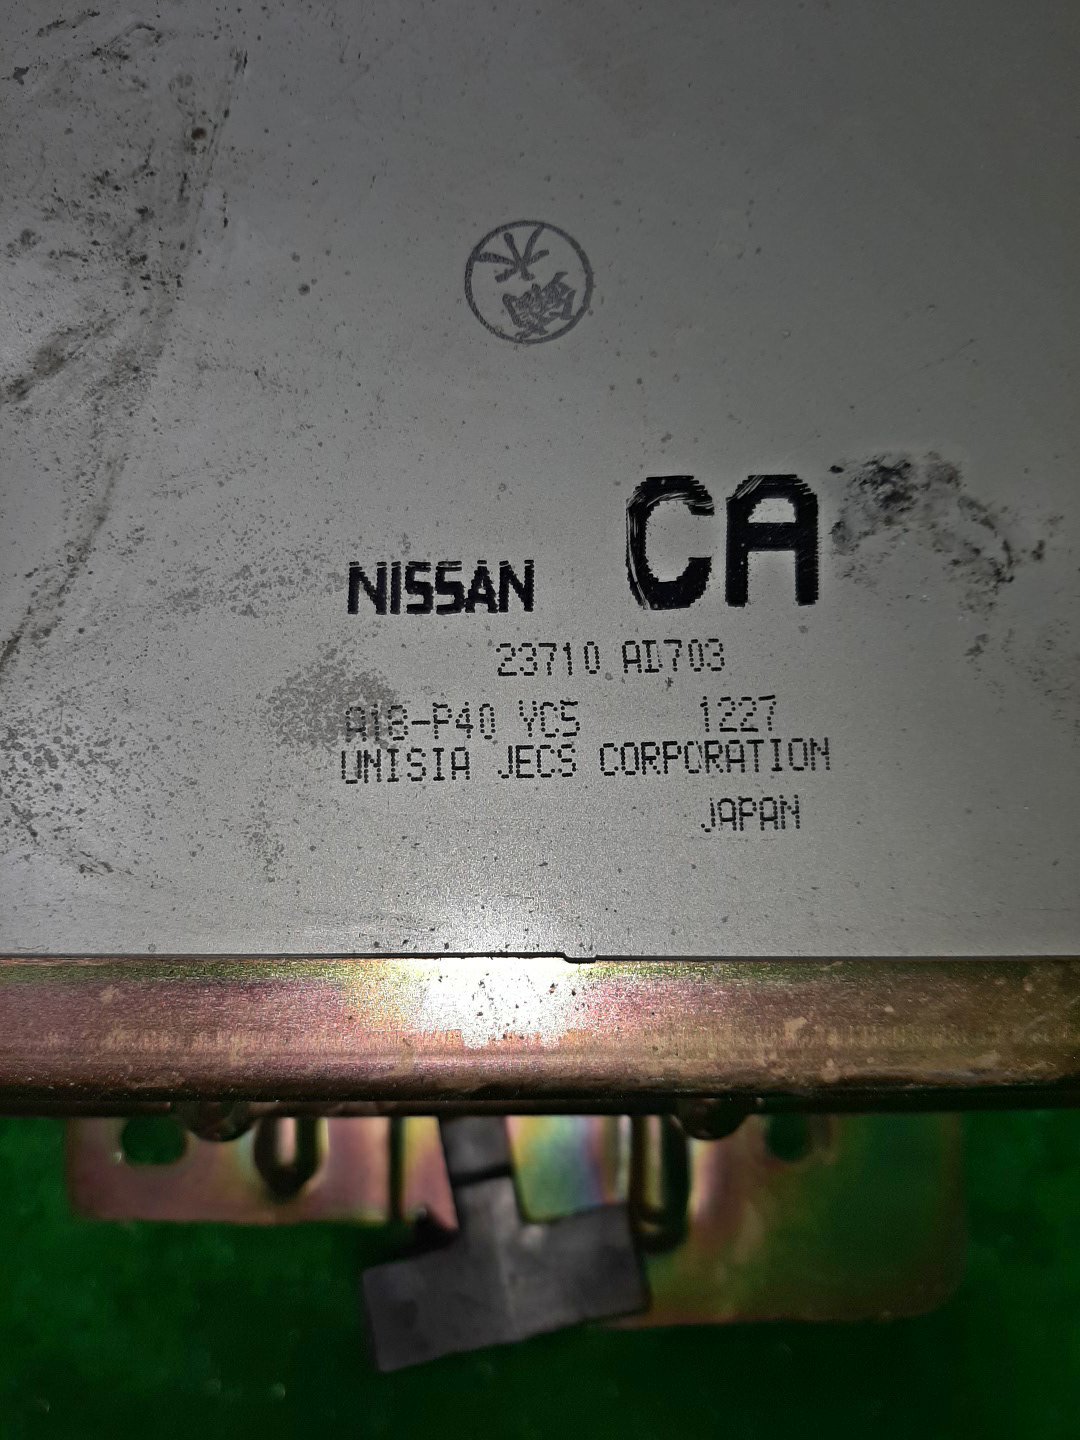 NISSAN CA
23710 AD703
A18-P40 YC5 1227
UNISIA JECS CORPORATION
JAPAN